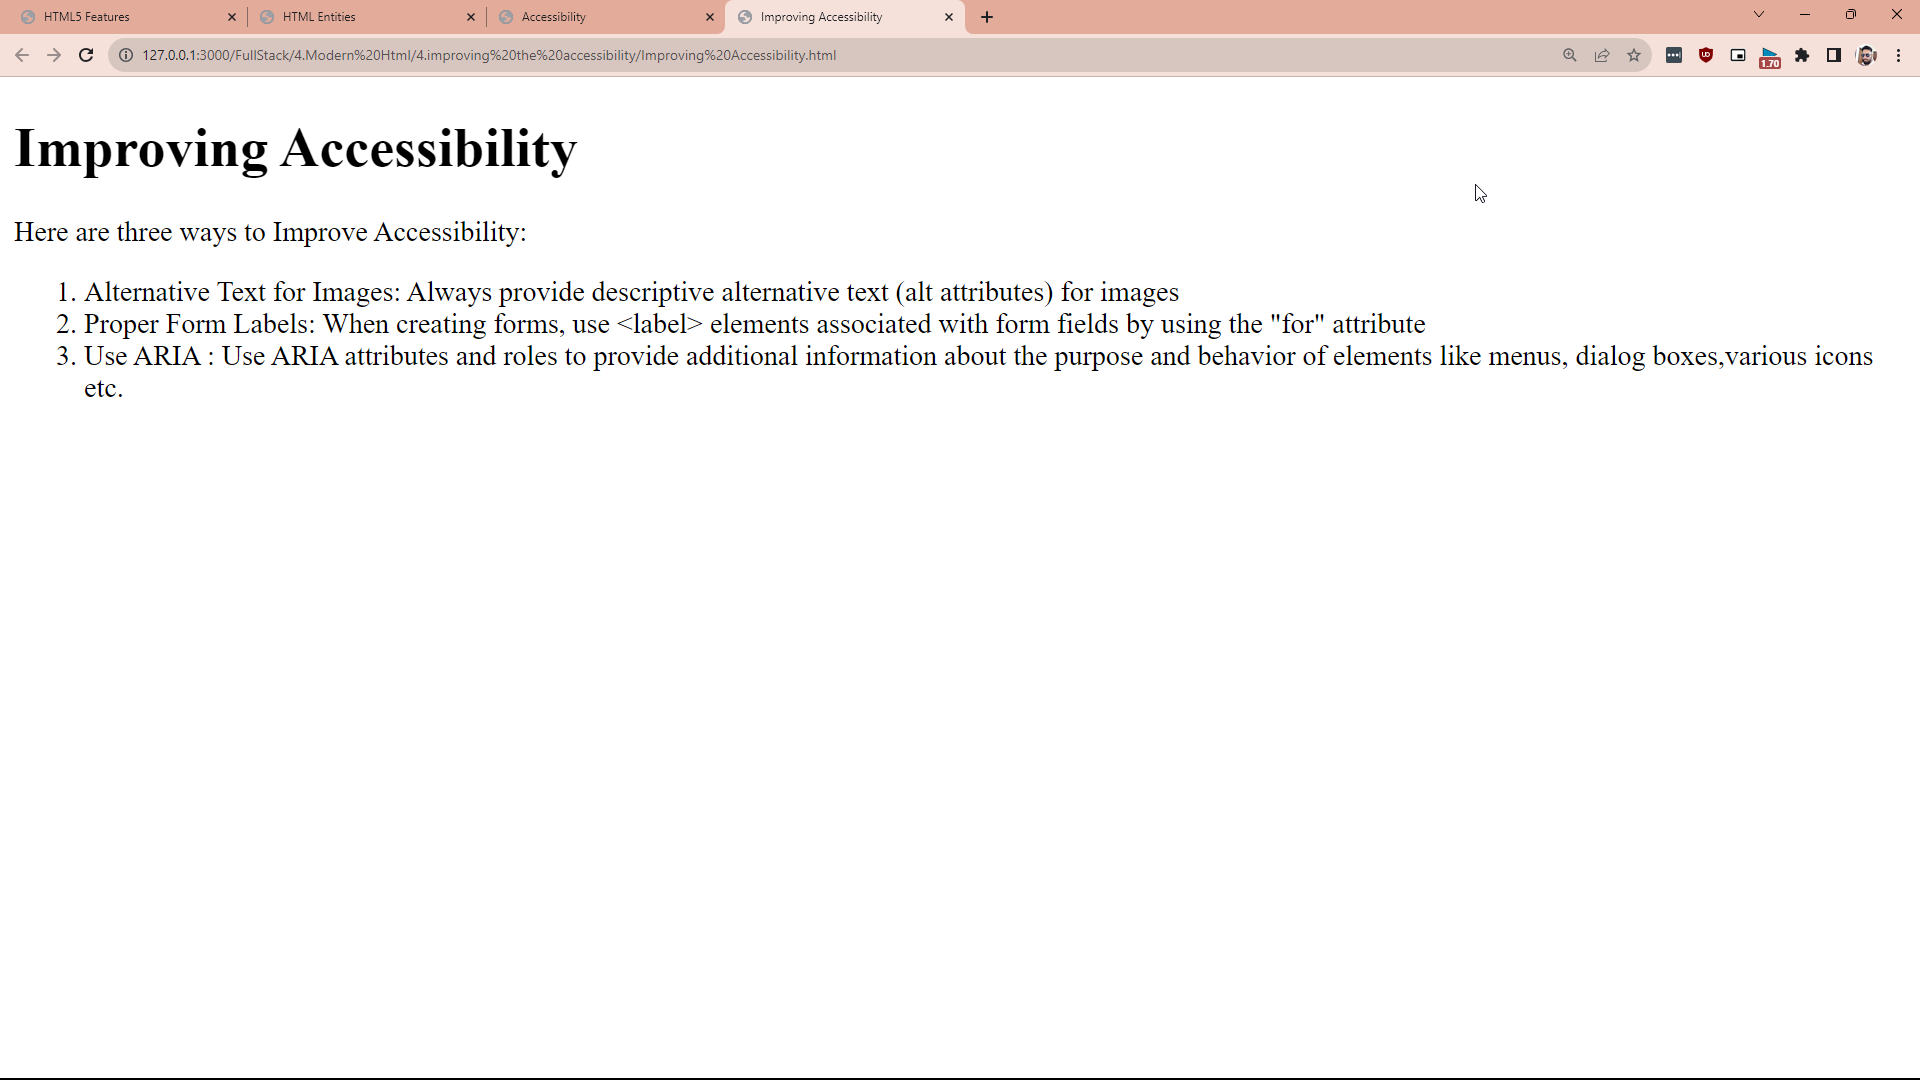 HTML5 Features
HTML Entities
Accessibility
Improving Accessibility
127.0.0.1:3000/FullStack/4.Modern%20Html/4.improving%20the%20accessibility/Improving%20Accessibility.html
1.70
Improving Accessibility
Here are three ways to Improve Accessibility:
1. Alternative Text for Images: Always provide descriptive alternative text (alt attributes) for images
2. Proper Form Labels: When creating forms, use <label> elements associated with form fields by using the "for" attribute
3. Use ARIA : Use ARIA attributes and roles to provide additional information about the purpose and behavior of elements like menus, dialog boxes,various icons
etc.